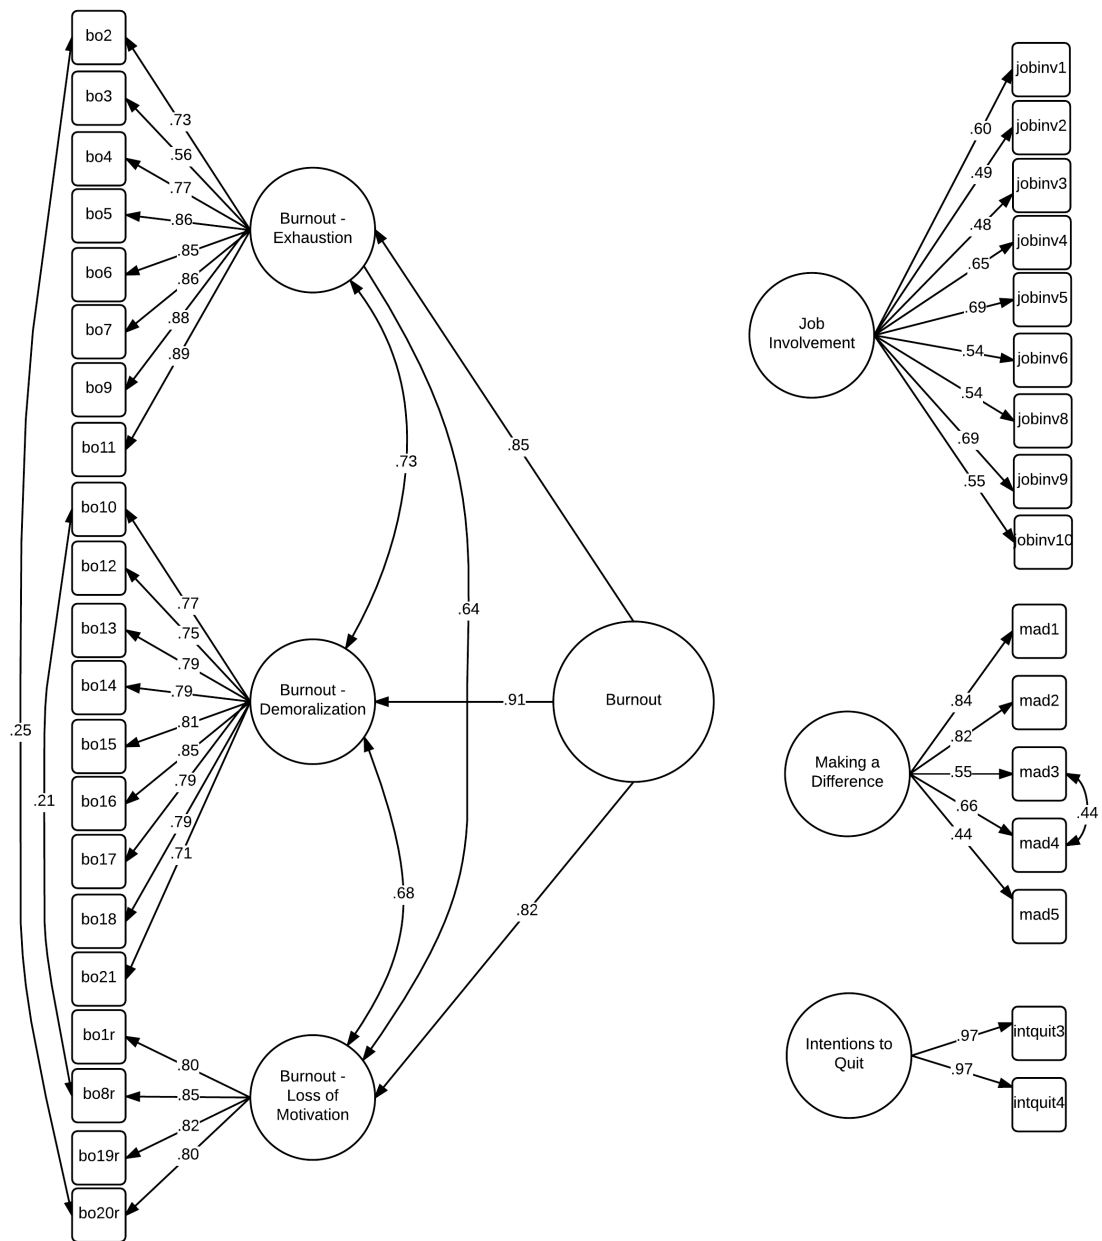 bo2
bo3
bo4
bo5
bo6
bo7
bo9
bo11
bo10
bo12
bo13
bo14
bo15
bo16
bo17
bo18
bo21
bo1r
bo8r
bo19r
bo20r
.73
.56
.77
.86
.85
.86
.88
.89
.77
.75
.79
.79
.81
.85
.79
.79
.71
.80
.85
.82
.80
.25
.21
Burnout -
Exhaustion
Burnout -
Demoralization
Burnout -
Loss of
Motivation
.73
.64
.68
.85
.91
.82
Burnout
Job
Involvement
.60
.49
.48
.65
.69
.54
.54
.69
.55
jobinv1
jobinv2
jobinv3
jobinv4
jobinv5
jobinv6
jobinv8
jobinv9
jobinv10
Making a
Difference
.84
.82
.55
.66
.44
mad1
mad2
mad3
mad4
mad5
.44
Intentions to
Quit
.97
.97
intquit3
intquit4